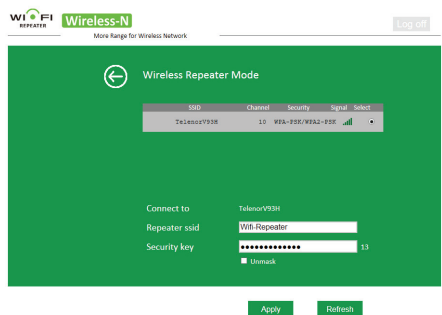 WI FI
REPEATER
Wireless-N
Log off
More Range for Wireless Network
Wireless Repeater Mode
SSID Channel Security Signal Select
TelenorV93H 10 WPA-PSK/WPA2-PSK
Connect to TelenorV93H
Repeater ssid Wifi-Repeater
Security key ●●●●●●●●●●●●● 13
Unmask
Apply Refresh